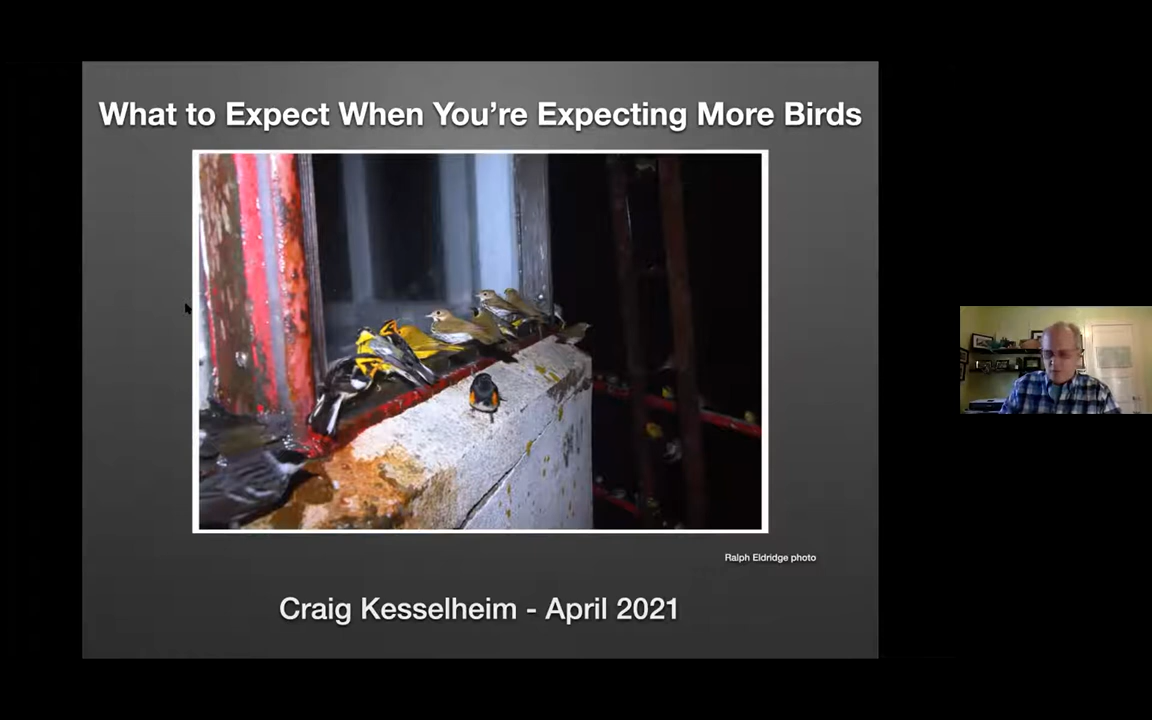 What to Expect When You're Expecting More Birds
Ralph Eldridge photo
Craig Kesselheim - April 2021